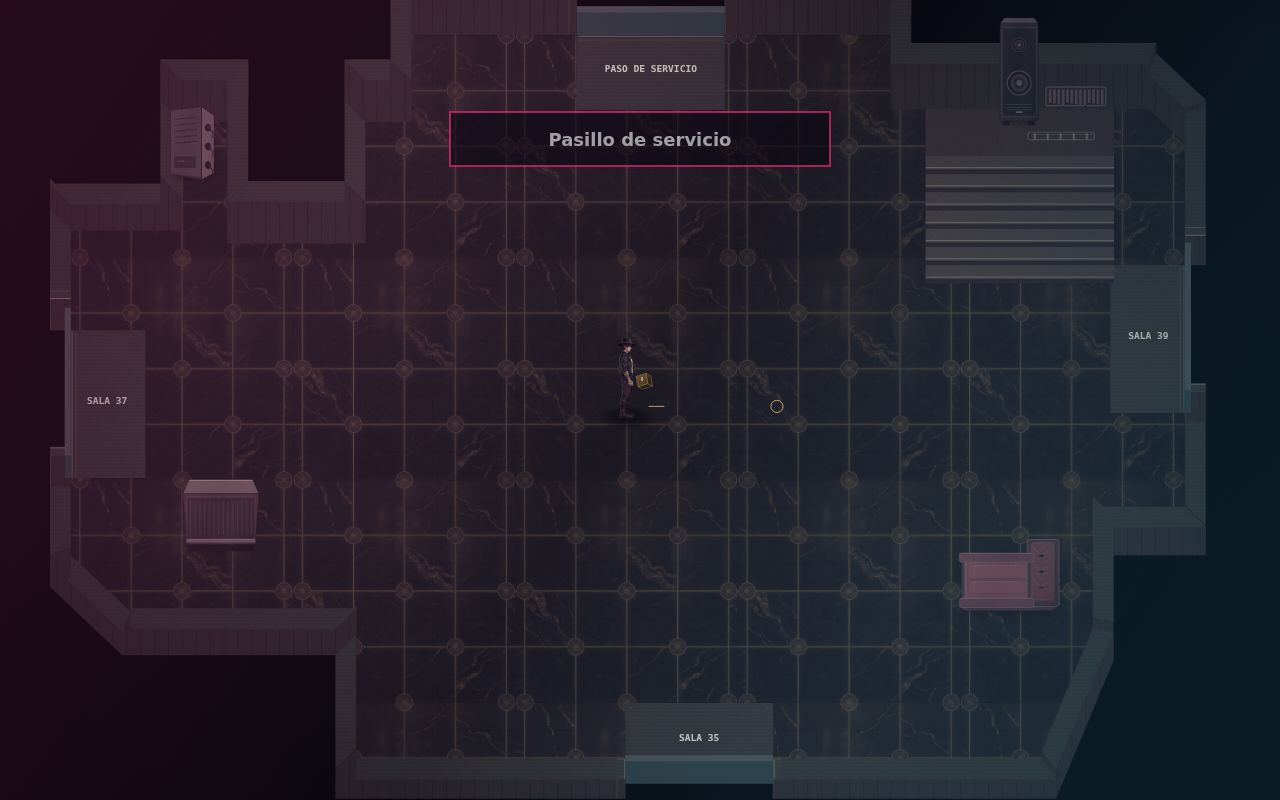 PASO DE SERVICIO
Pasillo de servicio
SALA 39
SALA 37
SALA 35